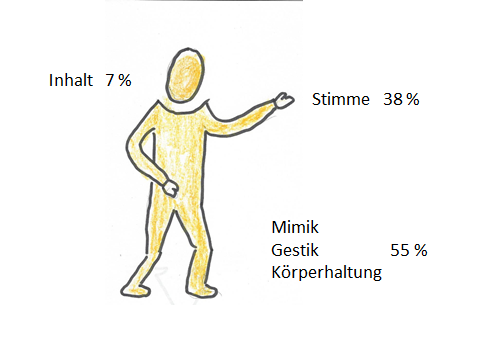 Inhalt 7 %
Stimme 38 %
Mimik
Gestik 55 %
Körperhaltung